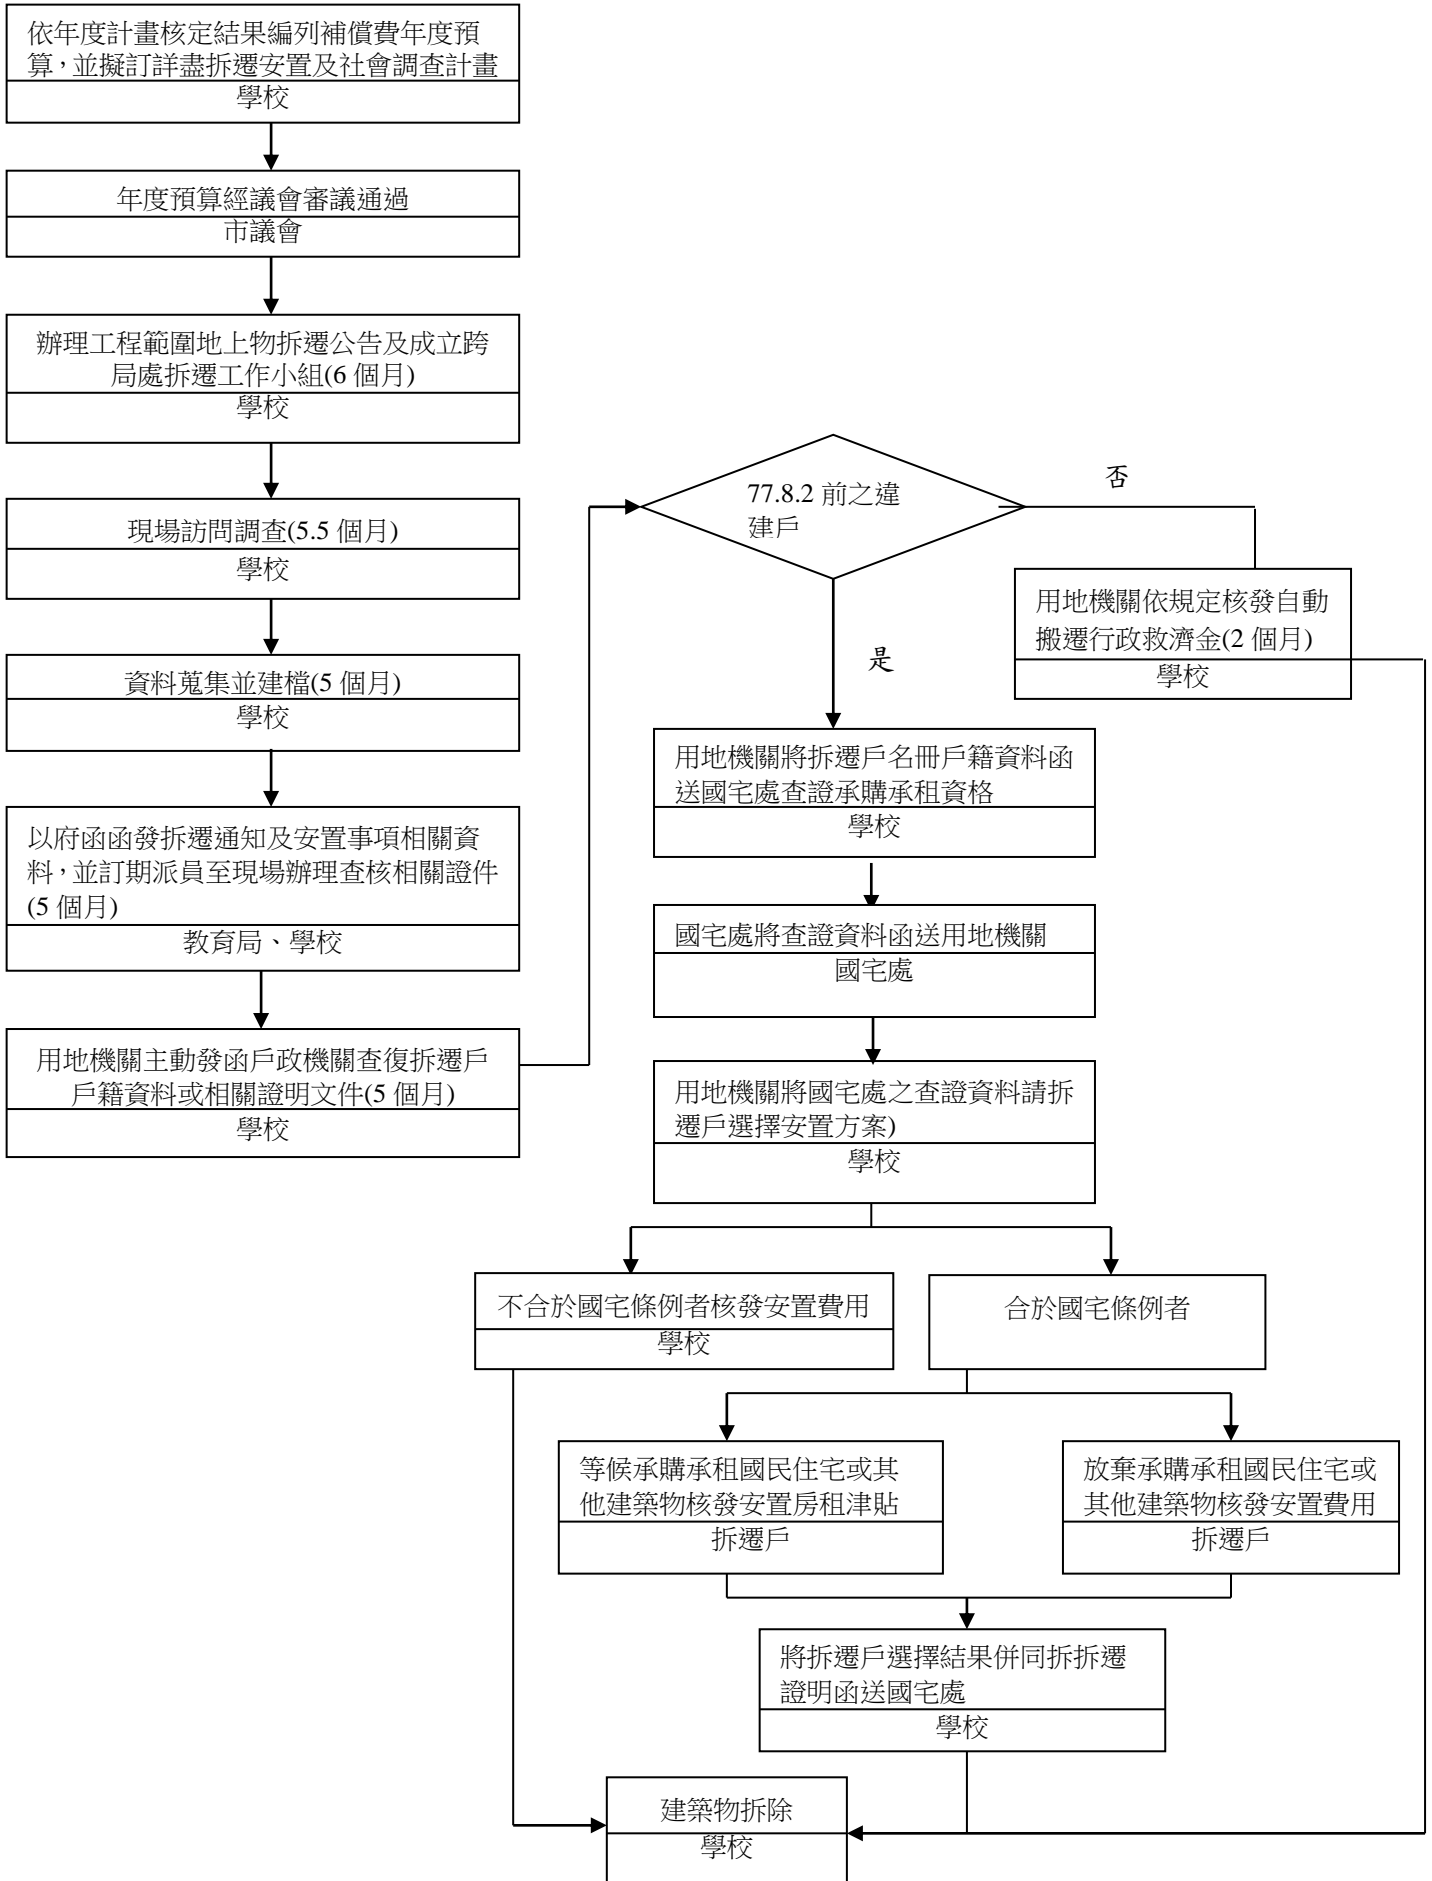 依年度計畫核定結果編列補償費年度預
算，並擬訂詳盡拆遷安置及社會調查計畫
學校
年度預算經議會審議通過
市議會
辦理工程範圍地上物拆遷公告及成立跨
局處拆遷工作小組(6 個月)
學校
現場訪問調查(5.5 個月)
學校
資料蒐集並建檔(5 個月)
學校
以府函函發拆遷通知及安置事項相關資
料，並訂期派員至現場辦理查核相關證件
(5 個月)
教育局、學校
用地機關主動發函戶政機關查復拆遷戶
戶籍資料或相關證明文件(5 個月)
學校
77.8.2 前之違
建戶
否
用地機關依規定核發自動
搬遷行政救濟金(2 個月)
學校
是
用地機關將拆遷戶名冊戶籍資料函
送國宅處查證承購承租資格
學校
國宅處將查證資料函送用地機關
國宅處
用地機關將國宅處之查證資料請拆
遷戶選擇安置方案)
學校
不合於國宅條例者核發安置費用
學校
合於國宅條例者
等候承購承租國民住宅或其
他建築物核發安置房租津貼
拆遷戶
放棄承購承租國民住宅或
其他建築物核發安置費用
拆遷戶
將拆遷戶選擇結果併同拆拆遷
證明函送國宅處
學校
建築物拆除
學校